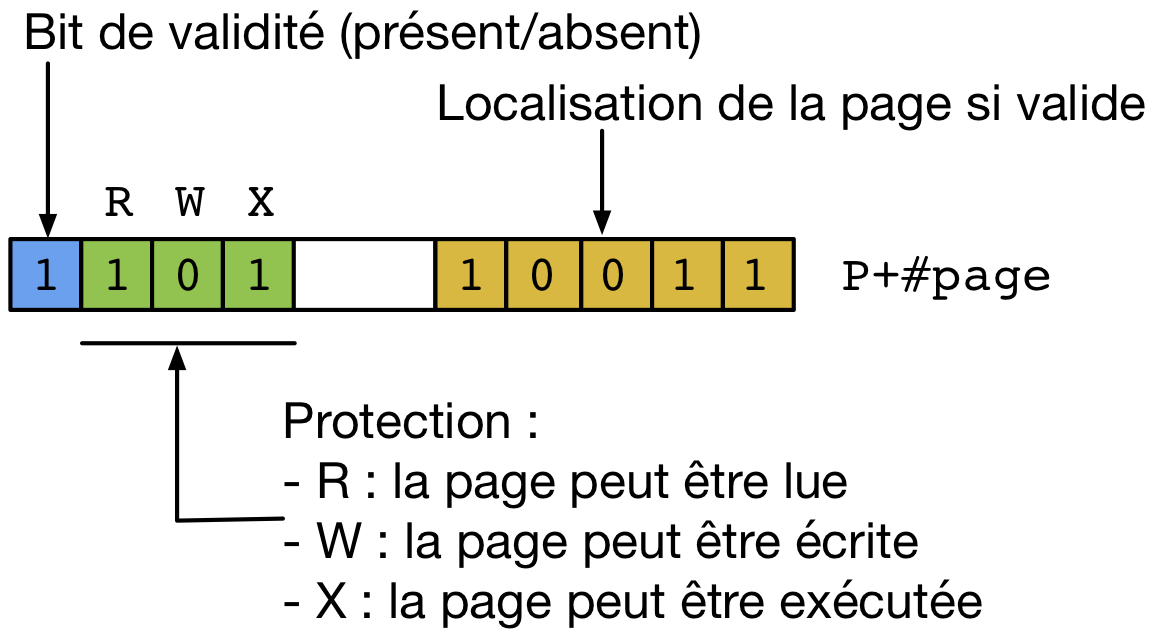 Bit de validité (présent/absent)
Localisation de la page si valide
R W X
1 1 0 1 1 0 0 1 1 P+#page
Protection :
- R : la page peut être lue
- W : la page peut être écrite
- X : la page peut être exécutée